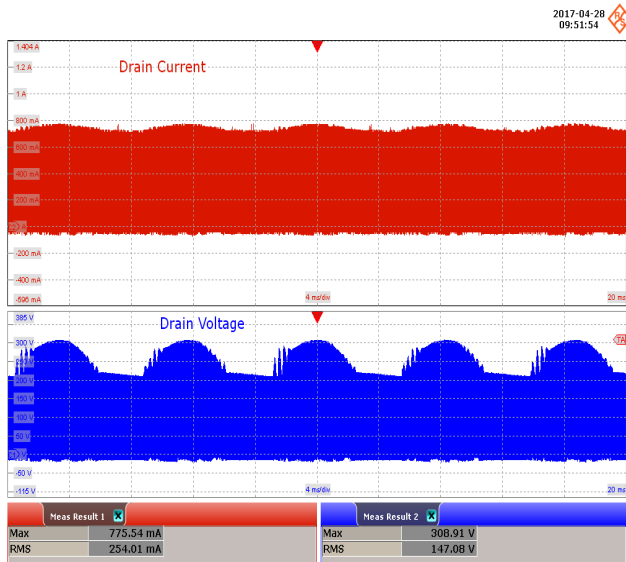 2017-04-28
09:51:54
1.404 A
1.2 A
Drain Current
1 A
800 mA
600 mA
400 mA
200 mA
-200 mA
-400 mA
-596 mA
4 ms/div
20 ms
385 V
Drain Voltage
300 V
TA
200 V
150 V
100 V
50 V
-50 V
-115 V
4 ms/div
20 ms
Meas Result 1
Meas Result 2
Max 775.54 mA
Max 308.91 V
RMS 254.01 mA
RMS 147.08 V